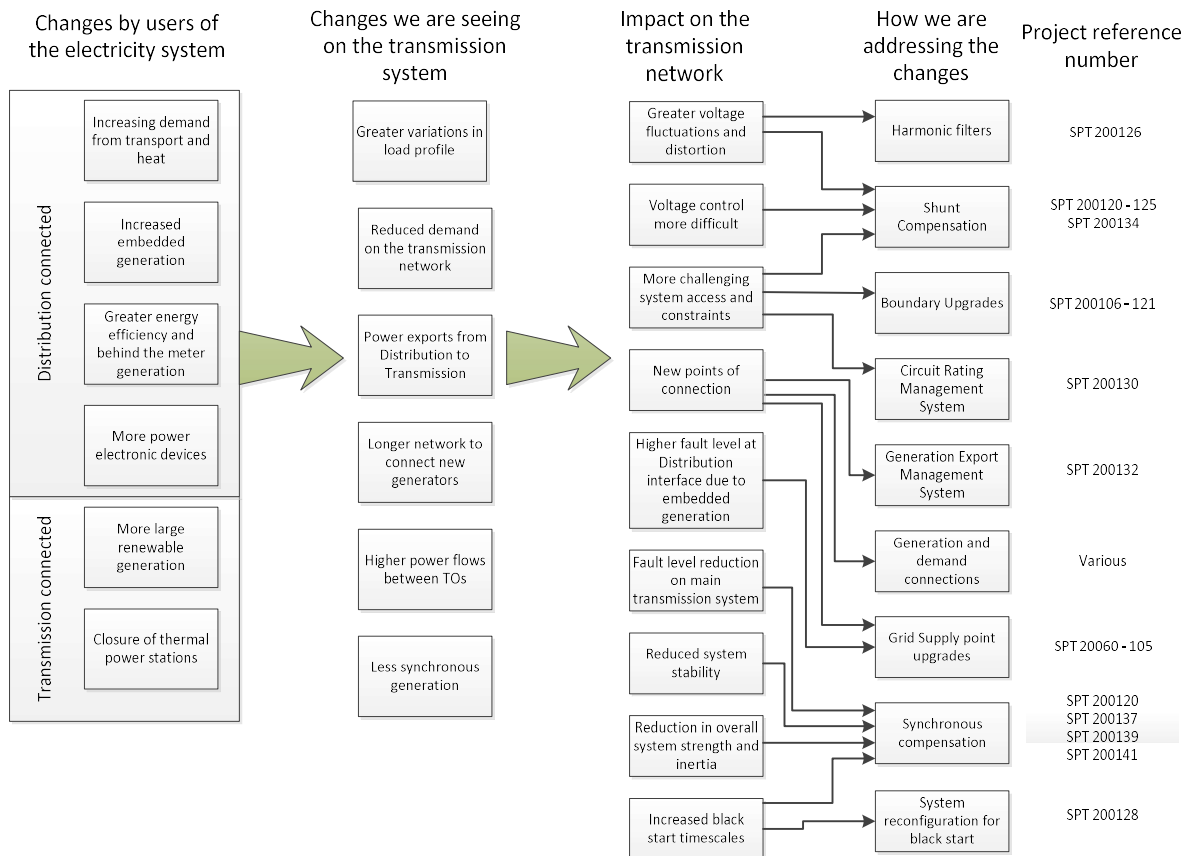 Changes by users of
the electricity system
Changes we are seeing
on the transmission
system
Impact on the
transmission
network
How we are
addressing the
changes
Project reference
number
Distribution connected
Increasing demand
from transport and
heat
Increased
embedded
generation
Greater energy
efficiency and
behind the meter
generation
More power
electronic devices
Transmission connected
More large
renewable
generation
Closure of thermal
power stations
Greater variations in
load profile
Reduced demand
on the transmission
network
Power exports from
Distribution to
Transmission
Longer network to
connect new
generators
Higher power flows
between TOs
Less synchronous
generation
Greater voltage
fluctuations and
distortion
Voltage control
more difficult
More challenging
system access and
constraints
New points of
connection
Higher fault level at
Distribution
interface due to
embedded
generation
Fault level reduction
on main
transmission system
Reduced system
stability
Reduction in overall
system strength and
inertia
Increased black
start timescales
Harmonic filters
Shunt
Compensation
Boundary Upgrades
Circuit Rating
Management
System
Generation Export
Management
System
Generation and
demand
connections
Grid Supply point
upgrades
Synchronous
compensation
System
reconfiguration for
black start
SPT 200126
SPT 200120 - 125
SPT 200134
SPT 200106 - 121
SPT 200130
SPT 200132
Various
SPT 20060 - 105
SPT 200120
SPT 200137
SPT 200139
SPT 200141
SPT 200128